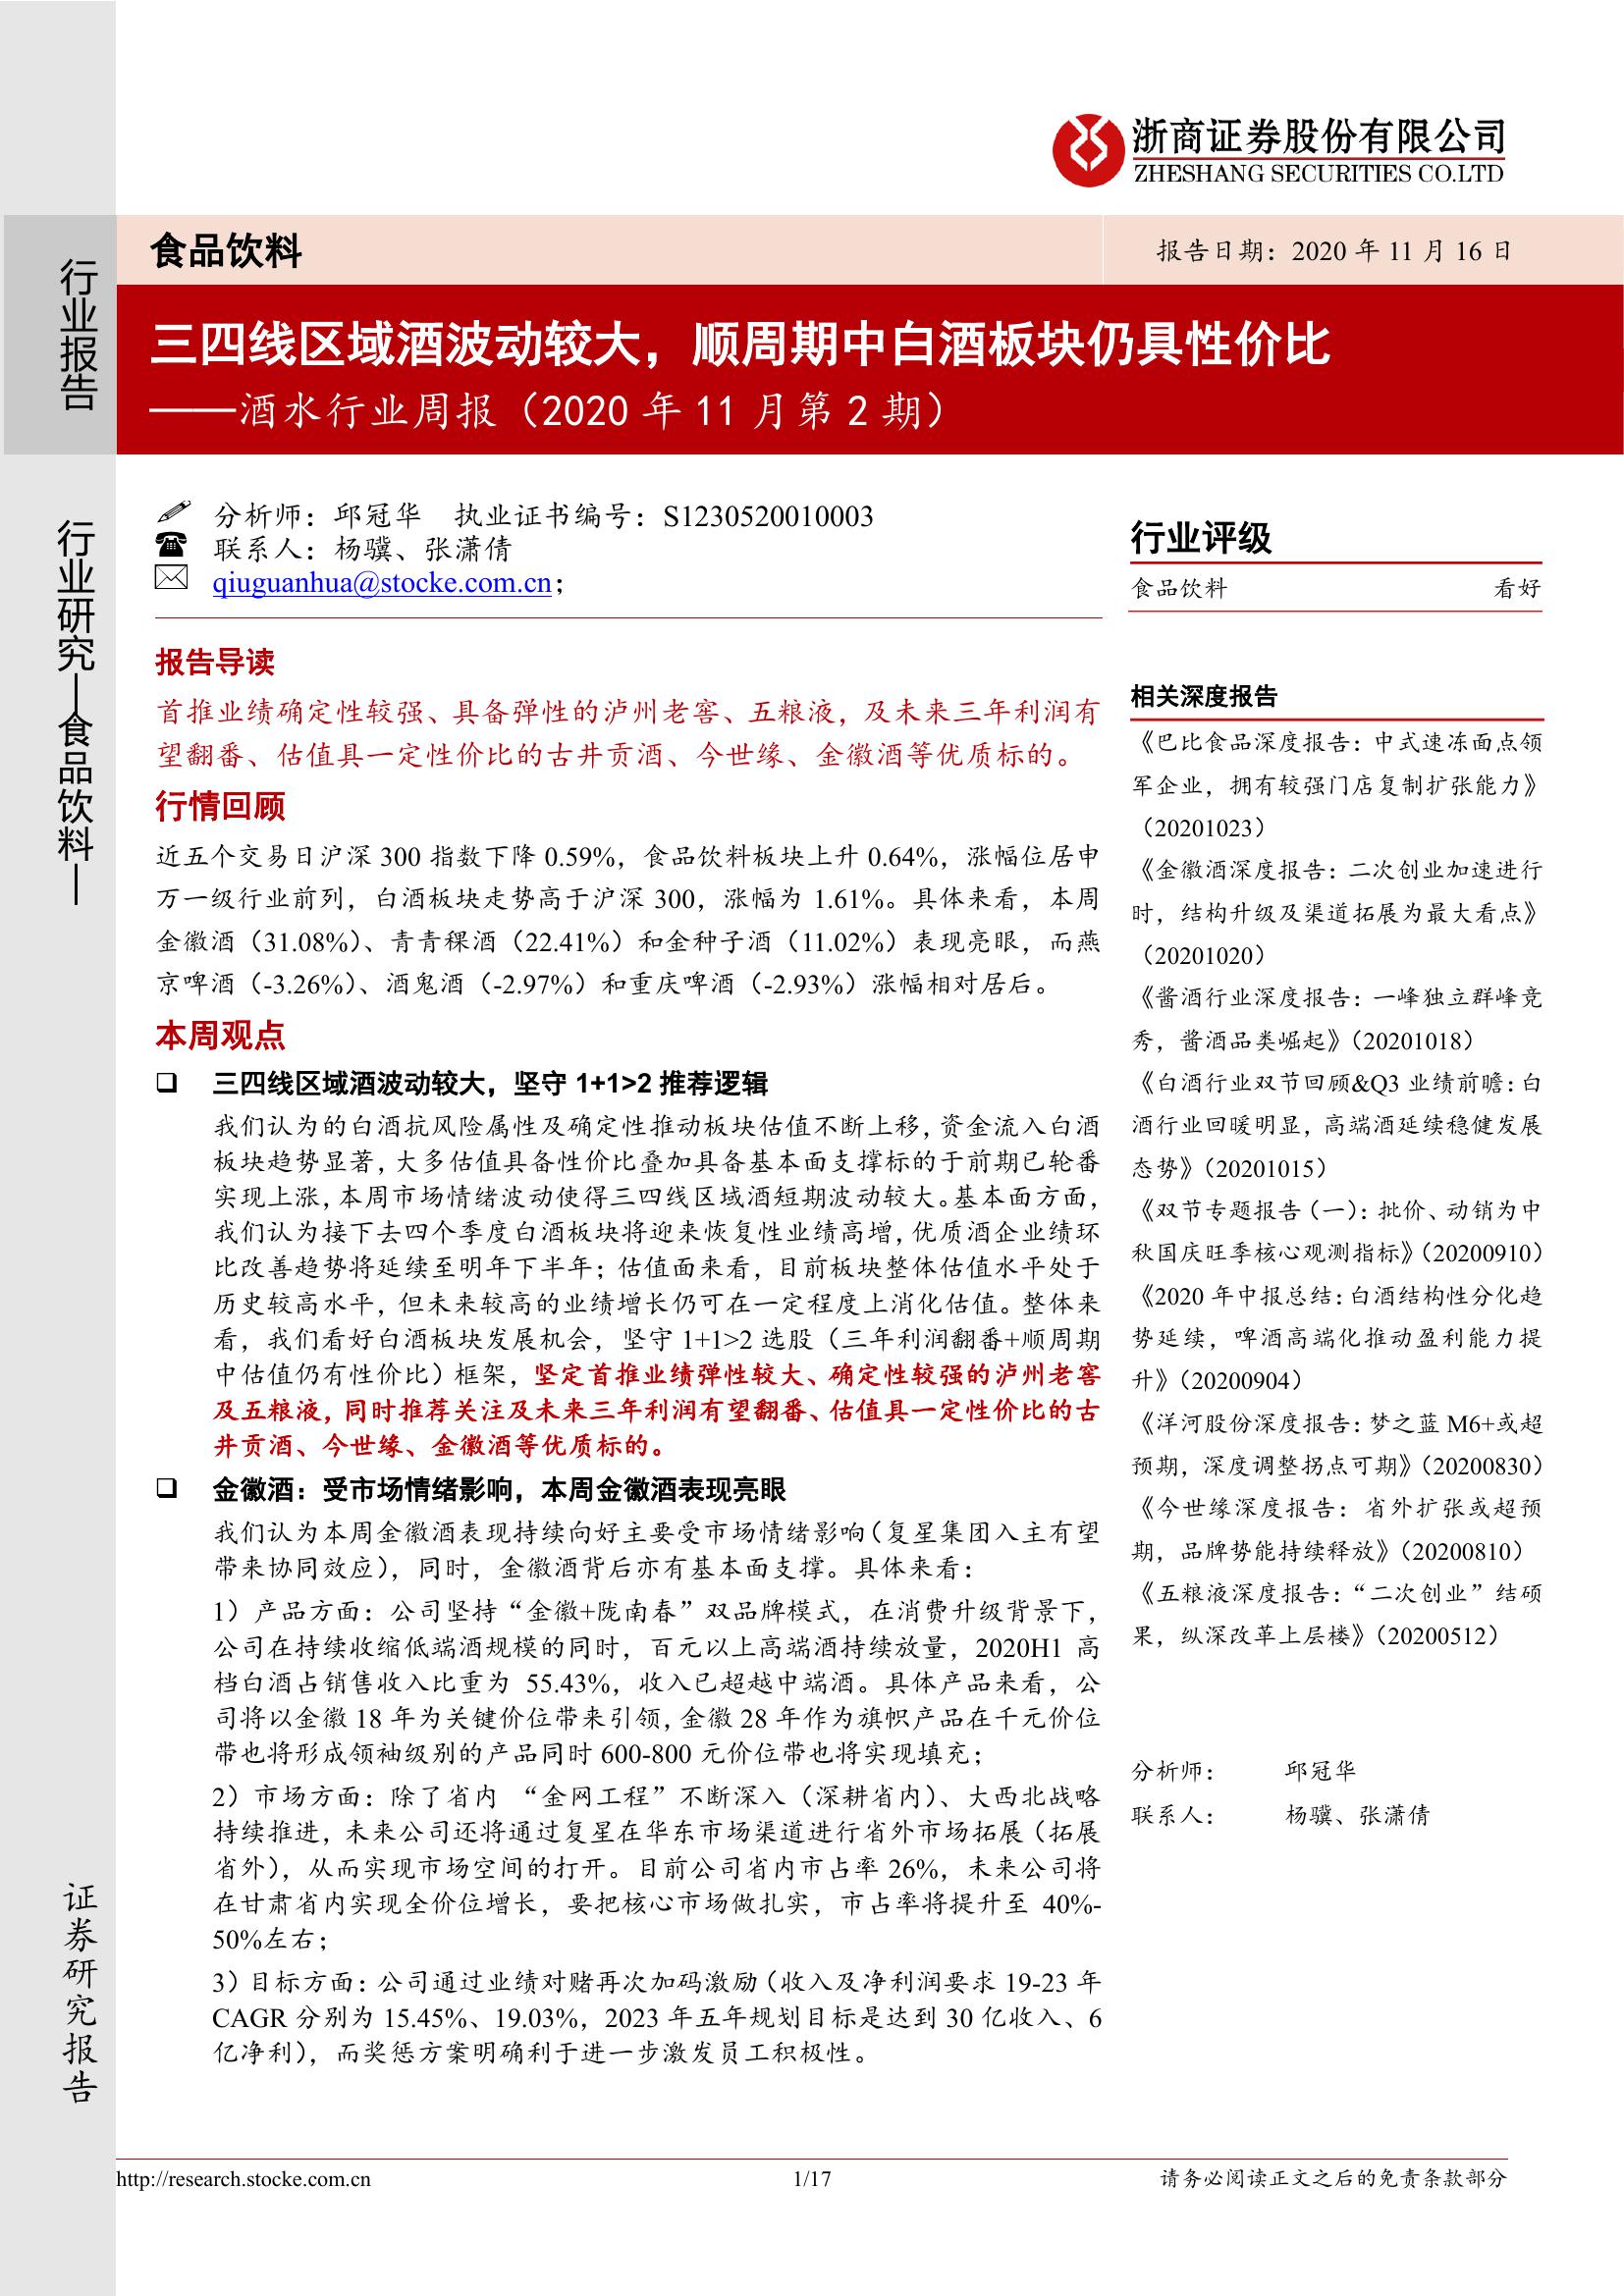 浙商证券股份有限公司
ZHESHANG SECURITIES CO.LTD
行业报告
行业研究—食品饮料—
证券研究报告
食品饮料
报告日期：2020 年 11 月 16 日
三四线区域酒波动较大，顺周期中白酒板块仍具性价比
——酒水行业周报（2020 年 11 月第 2 期）
分析师：邱冠华 执业证书编号：S1230520010003
联系人：杨骥、张潇倩
qiuguanhua@stocke.com.cn；
报告导读
首推业绩确定性较强、具备弹性的泸州老窖、五粮液，及未来三年利润有
望翻番、估值具一定性价比的古井贡酒、今世缘、金徽酒等优质标的。
行情回顾
近五个交易日沪深 300 指数下降 0.59%，食品饮料板块上升 0.64%，涨幅位居申
万一级行业前列，白酒板块走势高于沪深 300，涨幅为 1.61%。具体来看，本周
金徽酒（31.08%）、青青稞酒（22.41%）和金种子酒（11.02%）表现亮眼，而燕
京啤酒（-3.26%）、酒鬼酒（-2.97%）和重庆啤酒（-2.93%）涨幅相对居后。
本周观点
❑ 三四线区域酒波动较大，坚守 1+1>2 推荐逻辑
我们认为的白酒抗风险属性及确定性推动板块估值不断上移，资金流入白酒
板块趋势显著，大多估值具备性价比叠加具备基本面支撑标的于前期已轮番
实现上涨，本周市场情绪波动使得三四线区域酒短期波动较大。基本面方面，
我们认为接下去四个季度白酒板块将迎来恢复性业绩高增，优质酒企业绩环
比改善趋势将延续至明年下半年；估值面来看，目前板块整体估值水平处于
历史较高水平，但未来较高的业绩增长仍可在一定程度上消化估值。整体来
看，我们看好白酒板块发展机会，坚守 1+1>2 选股（三年利润翻番+顺周期
中估值仍有性价比）框架，坚定首推业绩弹性较大、确定性较强的泸州老窖
及五粮液，同时推荐关注及未来三年利润有望翻番、估值具一定性价比的古
井贡酒、今世缘、金徽酒等优质标的。
❑ 金徽酒：受市场情绪影响，本周金徽酒表现亮眼
我们认为本周金徽酒表现持续向好主要受市场情绪影响（复星集团入主有望
带来协同效应），同时，金徽酒背后亦有基本面支撑。具体来看：
1）产品方面：公司坚持“金徽+陇南春”双品牌模式，在消费升级背景下，
公司在持续收缩低端酒规模的同时，百元以上高端酒持续放量，2020H1 高
档白酒占销售收入比重为 55.43%，收入已超越中端酒。具体产品来看，公
司将以金徽 18 年为关键价位带来引领，金徽 28 年作为旗帜产品在千元价位
带也将形成领袖级别的产品同时 600-800 元价位带也将实现填充；
2）市场方面：除了省内 “金网工程”不断深入（深耕省内）、大西北战略
持续推进，未来公司还将通过复星在华东市场渠道进行省外市场拓展（拓展
省外），从而实现市场空间的打开。目前公司省内市占率 26%，未来公司将
在甘肃省内实现全价位增长，要把核心市场做扎实，市占率将提升至 40%-
50%左右；
3）目标方面：公司通过业绩对赌再次加码激励（收入及净利润要求 19-23 年
CAGR 分别为 15.45%、19.03%，2023 年五年规划目标是达到 30 亿收入、6
亿净利），而奖惩方案明确利于进一步激发员工积极性。
行业评级
食品饮料 看好
相关深度报告
《巴比食品深度报告：中式速冻面点领
军企业，拥有较强门店复制扩张能力》
（20201023）
《金徽酒深度报告：二次创业加速进行
时，结构升级及渠道拓展为最大看点》
（20201020）
《酱酒行业深度报告：一峰独立群峰竞
秀，酱酒品类崛起》（20201018）
《白酒行业双节回顾&Q3 业绩前瞻：白
酒行业回暖明显，高端酒延续稳健发展
态势》（20201015）
《双节专题报告（一）：批价、动销为中
秋国庆旺季核心观测指标》（20200910）
《2020 年中报总结：白酒结构性分化趋
势延续，啤酒高端化推动盈利能力提
升》（20200904）
《洋河股份深度报告：梦之蓝 M6+或超
预期，深度调整拐点可期》（20200830）
《今世缘深度报告：省外扩张或超预
期，品牌势能持续释放》（20200810）
《五粮液深度报告：“二次创业”结硕
果，纵深改革上层楼》（20200512）
分析师： 邱冠华
联系人： 杨骥、张潇倩
http://research.stocke.com.cn 1/17 请务必阅读正文之后的免责条款部分